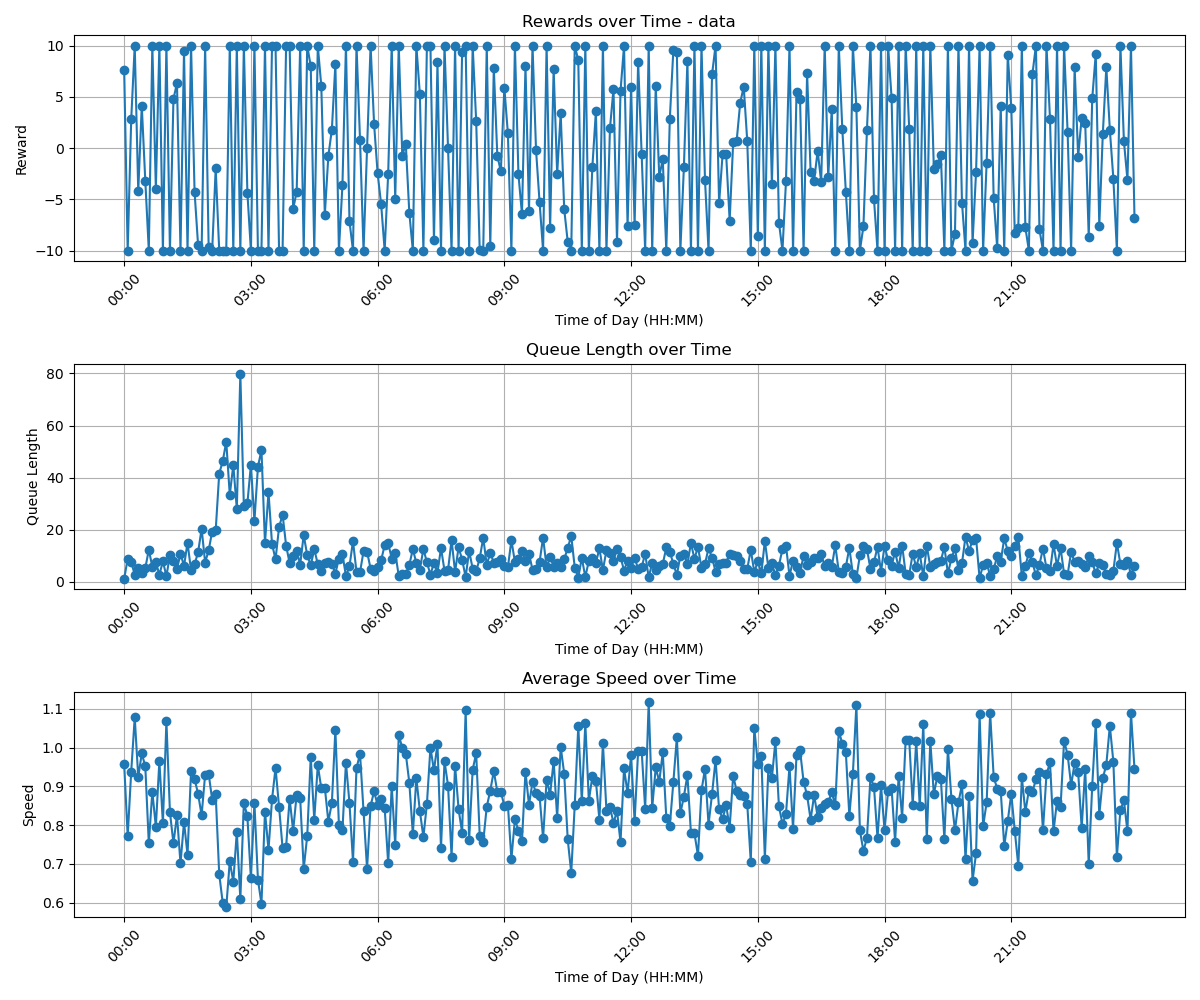 Rewards over Time - data
Reward
10
5
0
−5
−10
00:00 03:00 06:00 09:00 12:00 15:00 18:00 21:00
Time of Day (HH:MM)
Queue Length over Time
Queue Length
80
60
40
20
0
00:00 03:00 06:00 09:00 12:00 15:00 18:00 21:00
Time of Day (HH:MM)
Average Speed over Time
Speed
1.1
1.0
0.9
0.8
0.7
0.6
00:00 03:00 06:00 09:00 12:00 15:00 18:00 21:00
Time of Day (HH:MM)